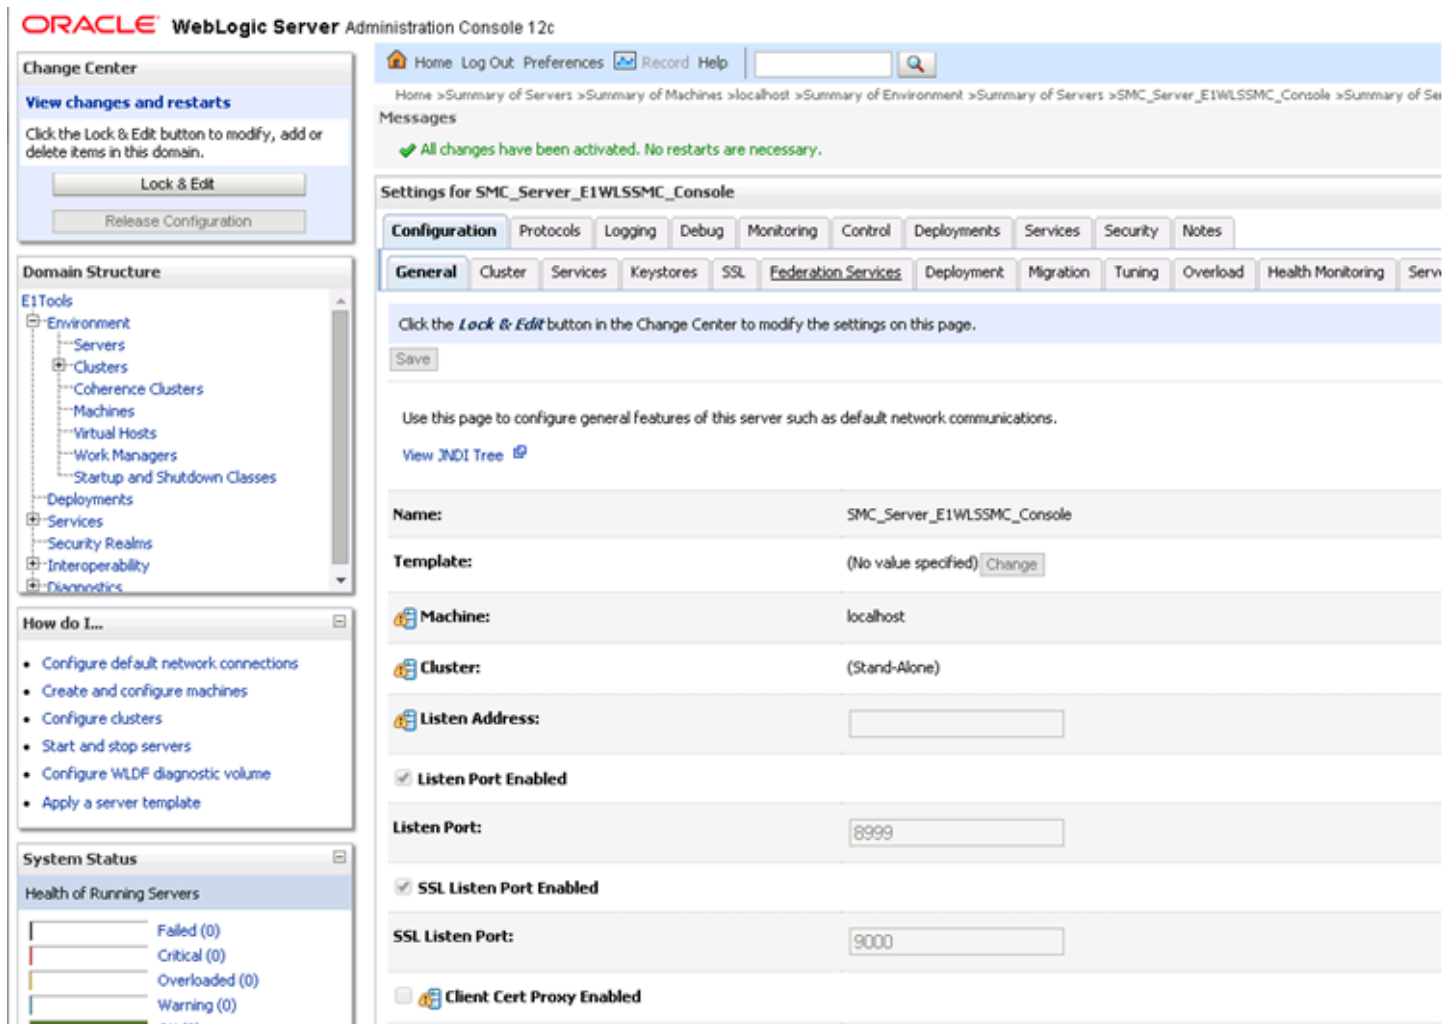 ORACLE WebLogic Server Administration Console 12c
Change Center
View changes and restarts
Click the Lock & Edit button to modify, add or
delete items in this domain.
Lock & Edit
Release Configuration
Domain Structure
E1Tools
Environment
Servers
Clusters
Coherence Clusters
Machines
Virtual Hosts
Work Managers
Startup and Shutdown Classes
Deployments
Services
Security Realms
Interoperability
Diagnostics
How do I...
Configure default network connections
Create and configure machines
Configure clusters
Start and stop servers
Configure WLDF diagnostic volume
Apply a server template
System Status
Health of Running Servers
Failed (0)
Critical (0)
Overloaded (0)
Warning (0)
Home Log Out Preferences Record Help
Home >Summary of Servers >Summary of Machines >localhost >Summary of Environment >Summary of Servers >SMC_Server_E1WLSSMC_Console >Summary of Se
Messages
All changes have been activated. No restarts are necessary.
Settings for SMC_Server_E1WLSSMC_Console
Configuration Protocols Logging Debug Monitoring Control Deployments Services Security Notes
General Cluster Services Keystores SSL Federation Services Deployment Migration Tuning Overload Health Monitoring Serv
Click the Lock & Edit button in the Change Center to modify the settings on this page.
Save
Use this page to configure general features of this server such as default network communications.
View JNDI Tree
Name: SMC_Server_E1WLSSMC_Console
Template: (No value specified) Change
Machine: localhost
Cluster: (Stand-Alone)
Listen Address:
Listen Port Enabled
Listen Port: 8999
SSL Listen Port Enabled
SSL Listen Port: 9000
Client Cert Proxy Enabled